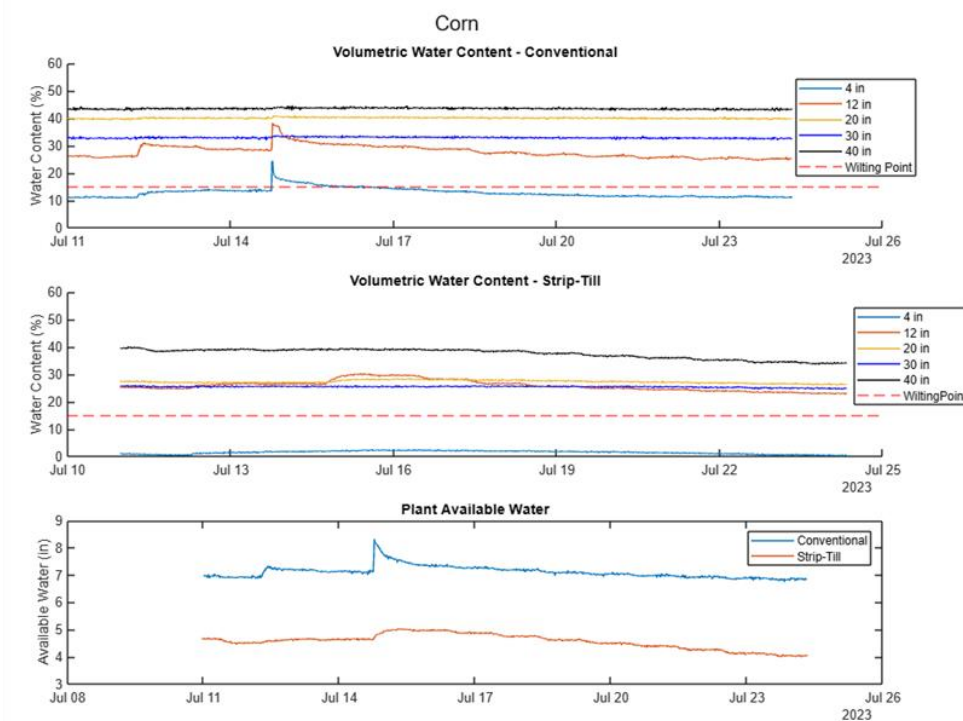 Corn
Volumetric Water Content - Conventional
Water Content (%)
60
50
40
30
20
10
0
Jul 11 Jul 14 Jul 17 Jul 20 Jul 23 Jul 26
2023
4 in
12 in
20 in
30 in
40 in
Wilting Point
Volumetric Water Content - Strip-Till
Water Content (%)
60
50
40
30
20
10
0
Jul 10 Jul 13 Jul 16 Jul 19 Jul 22 Jul 25
2023
4 in
12 in
20 in
30 in
40 in
WiltingPoin
Plant Available Water
Available Water (in)
9
8
7
6
5
4
3
Jul 08 Jul 11 Jul 14 Jul 17 Jul 20 Jul 23 Jul 26
2023
Conventional
Strip-Till